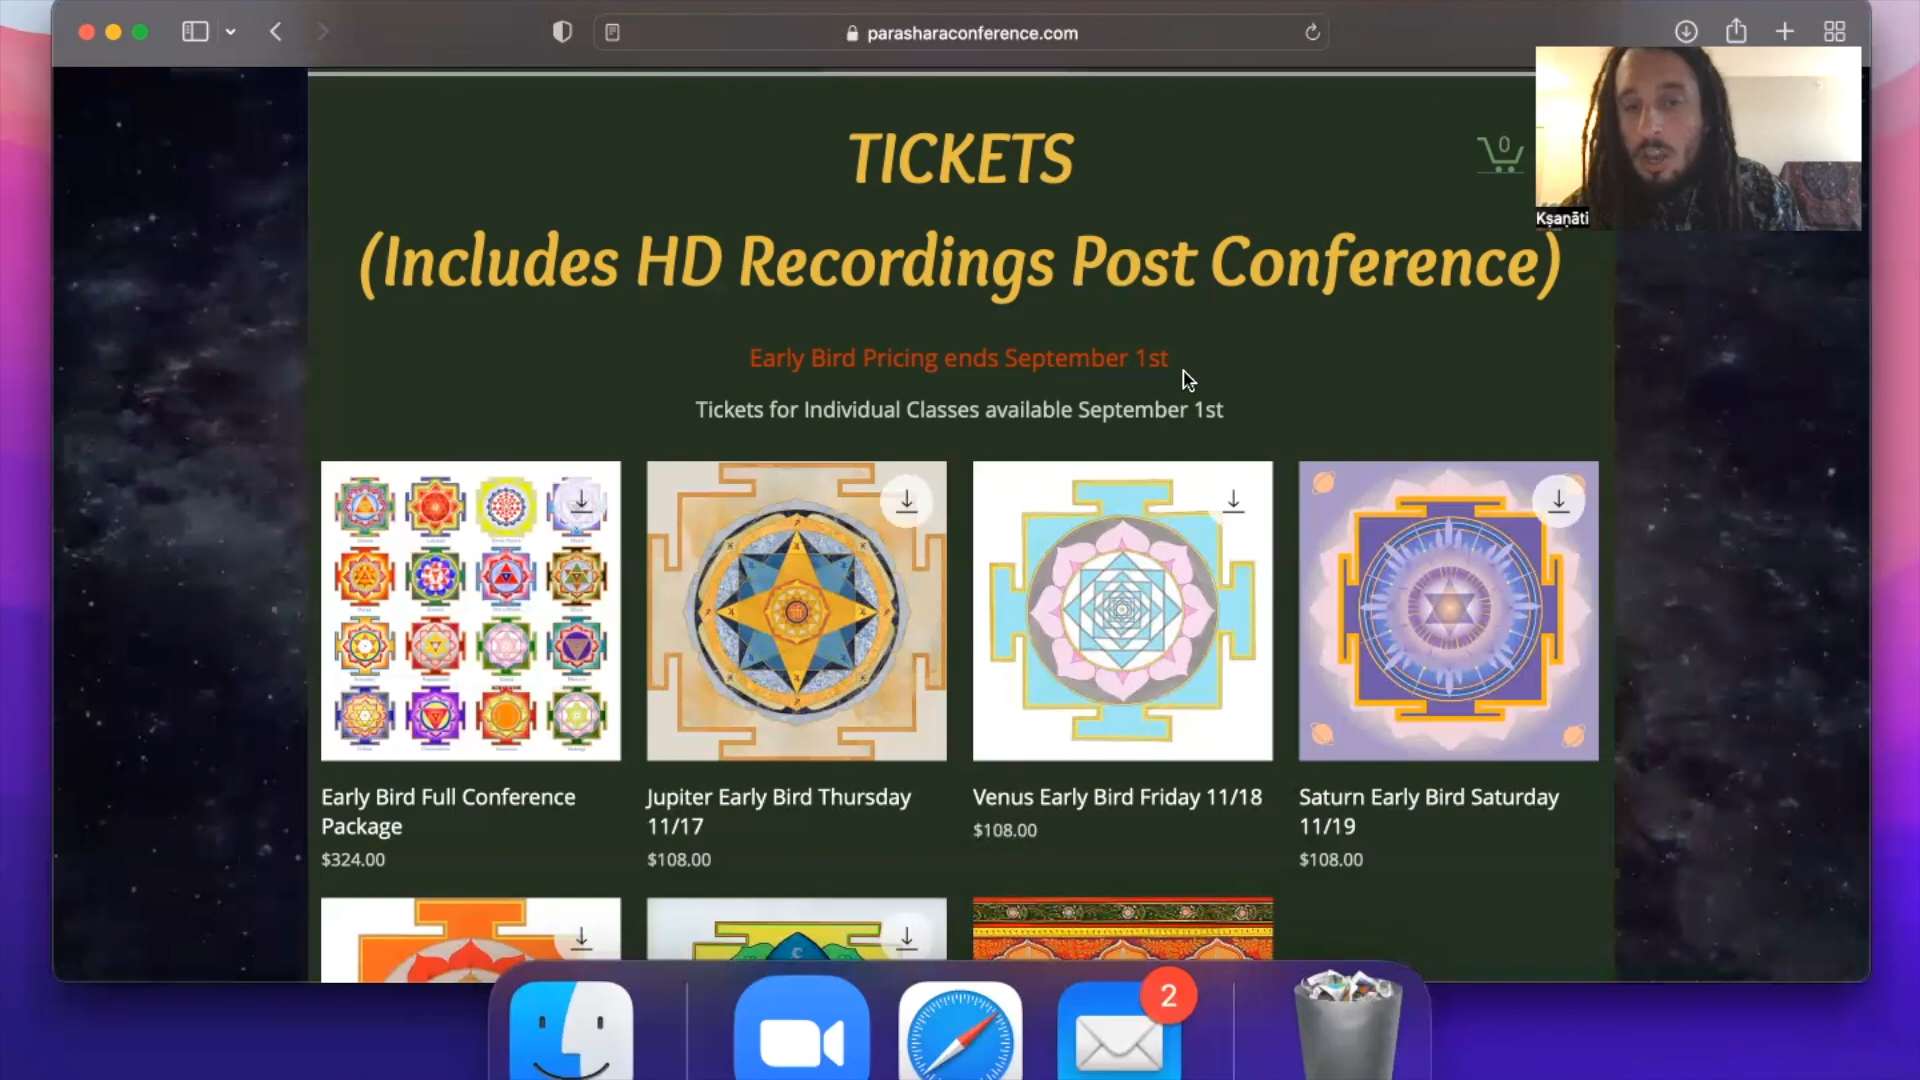 parasharaconference.com
TICKETS
0
Kṣaṇāti
(Includes HD Recordings Post Conference)
Early Bird Pricing ends September 1st
Tickets for Individual Classes available September 1st
Early Bird Full Conference
Package
$324.00
Jupiter Early Bird Thursday
11/17
$108.00
Venus Early Bird Friday 11/18
$108.00
Saturn Early Bird Saturday
11/19
$108.00
2